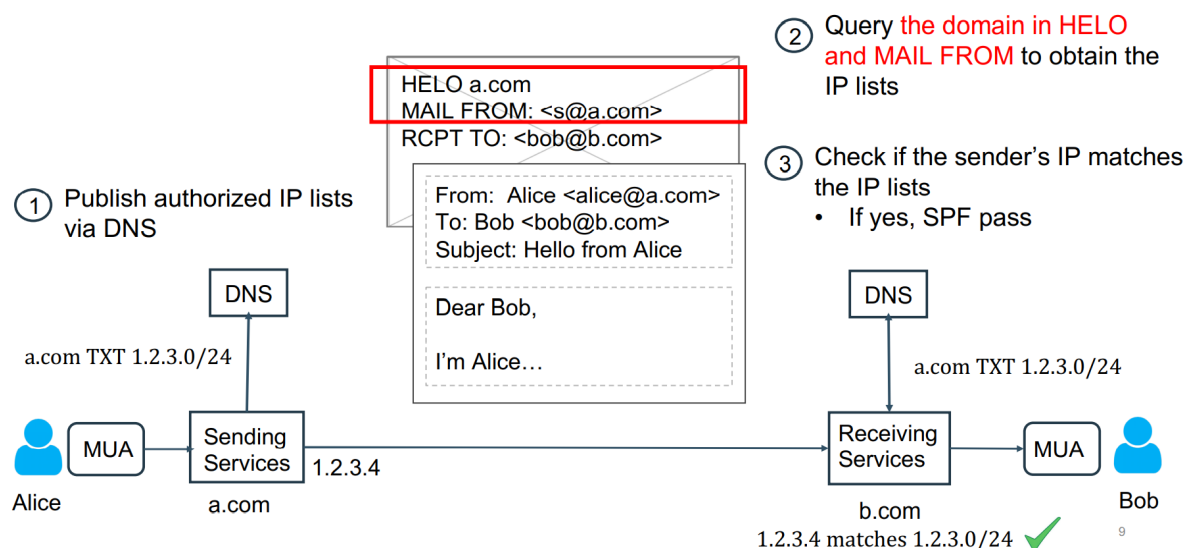 HELO a.com
MAIL FROM: <s@a.com>
RCPT TO: <bob@b.com>
From:  Alice <alice@a.com>
To: Bob <bob@b.com>
Subject: Hello from Alice
Dear Bob,
I'm Alice…
1
Publish authorized IP lists
via DNS
2
Query the domain in HELO
and MAIL FROM to obtain the
IP lists
3
Check if the sender's IP matches
the IP lists
• If yes, SPF pass
DNS
a.com TXT 1.2.3.0/24
Alice
MUA
Sending
Services
a.com
1.2.3.4
DNS
a.com TXT 1.2.3.0/24
Receiving
Services
b.com
1.2.3.4 matches 1.2.3.0/24
MUA
Bob
9